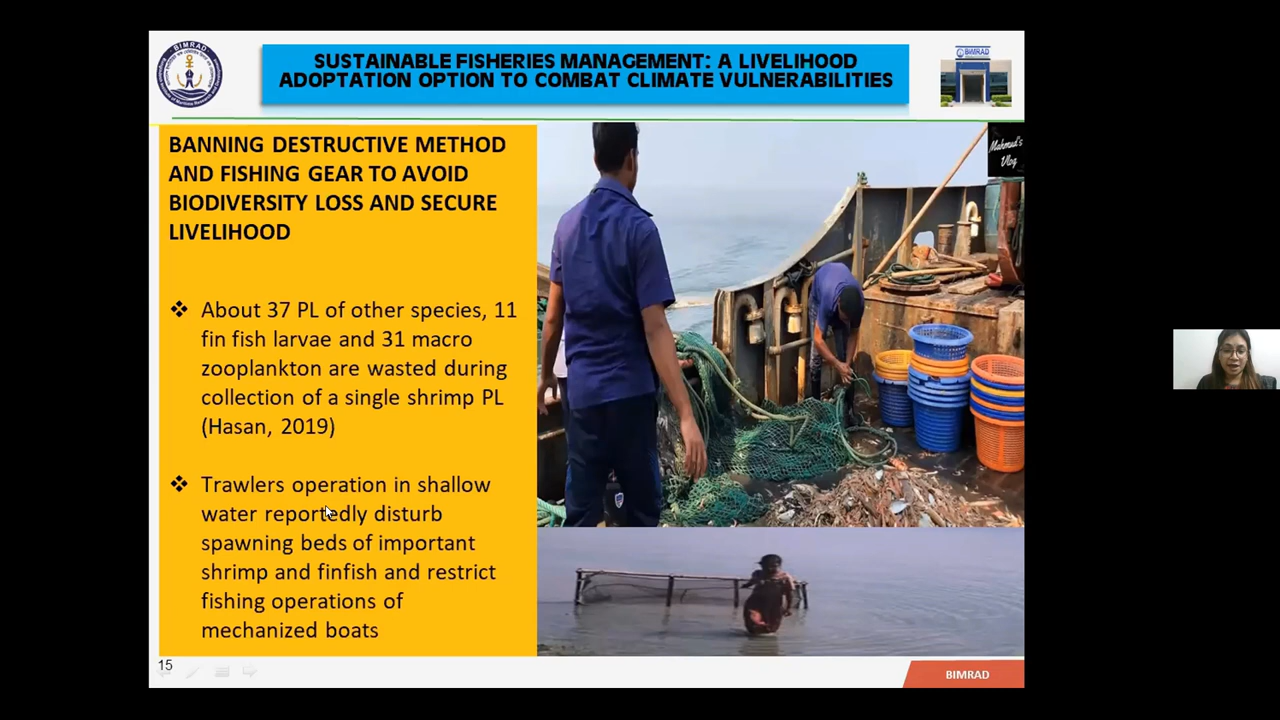 BIMRAD
SUSTAINABLE FISHERIES MANAGEMENT: A LIVELIHOOD
ADOPTATION OPTION TO COMBAT CLIMATE VULNERABILITIES
BIMRAD
BANNING DESTRUCTIVE METHOD
AND FISHING GEAR TO AVOID
BIODIVERSITY LOSS AND SECURE
LIVELIHOOD
Mahmud's
Vlog
❖ About 37 PL of other species, 11
fin fish larvae and 31 macro
zooplankton are wasted during
collection of a single shrimp PL
(Hasan, 2019)
❖ Trawlers operation in shallow
water reportedly disturb
spawning beds of important
shrimp and finfish and restrict
fishing operations of
mechanized boats
15
BIMRAD